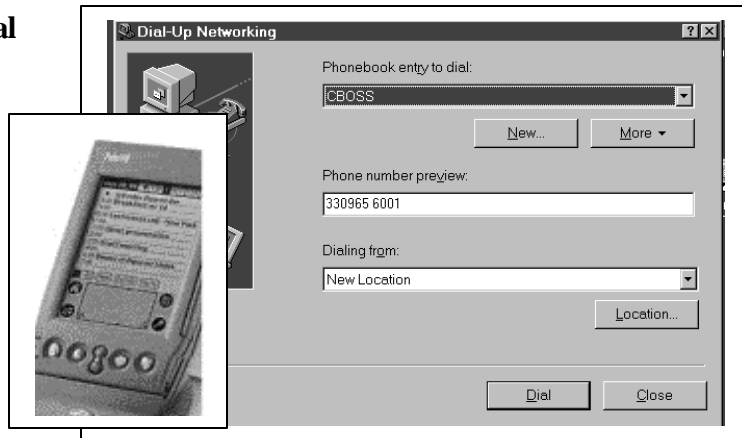 al
Dial-Up Networking
Phonebook entry to dial:
CBOSS
New...
More
Phone number preview:
330965 6001
Dialing from:
New Location
Location...
Dial
Close